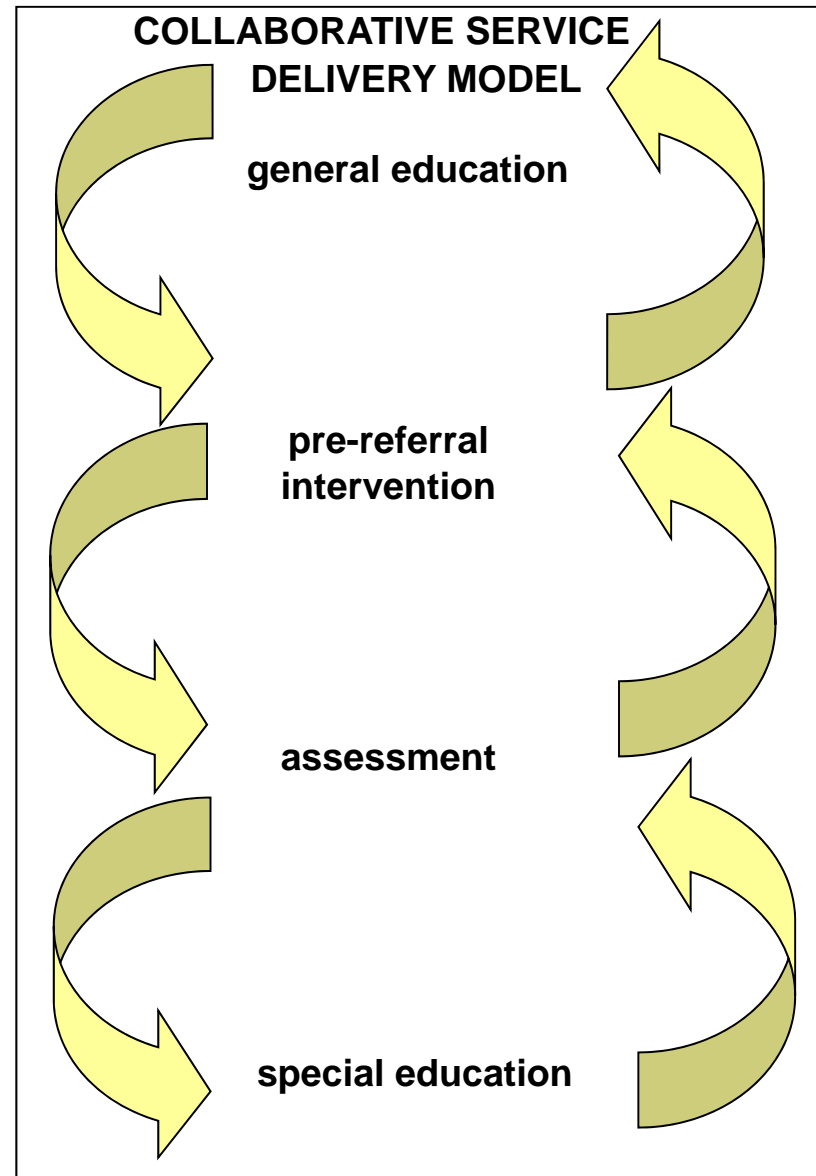 COLLABORATIVE SERVICE
DELIVERY MODEL
general education
pre-referral
intervention
assessment
special education